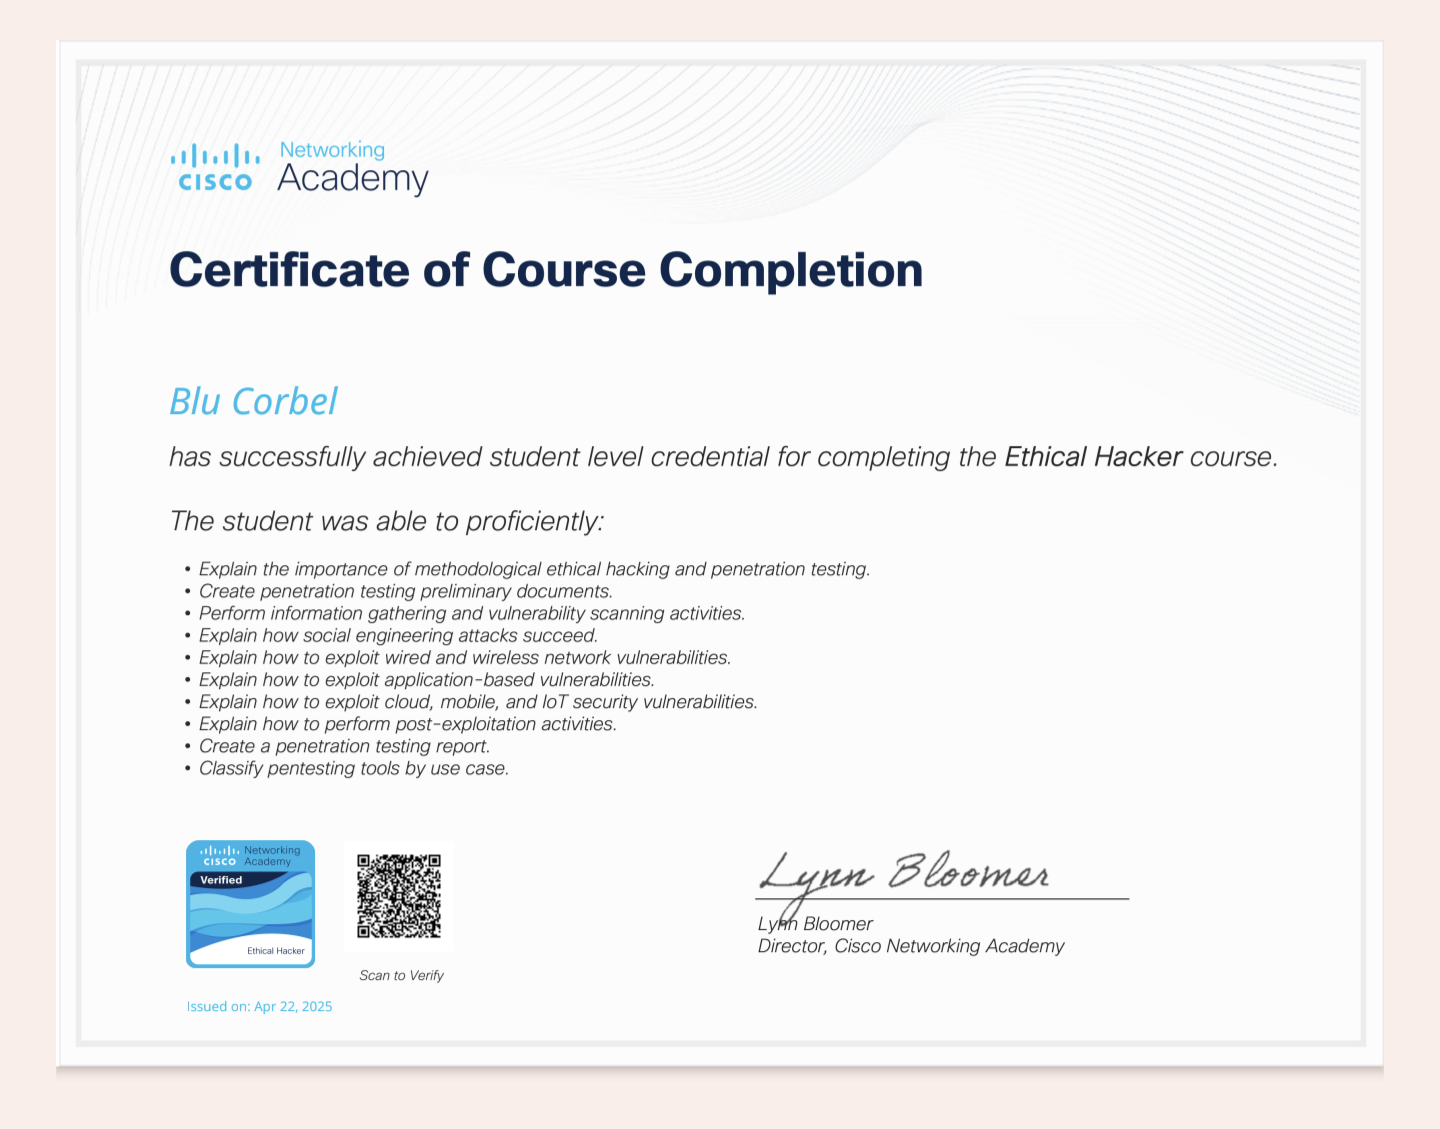 Networking
CISCO Academy
Certificate of Course Completion
Blu Corbel
has successfully achieved student level credential for completing the Ethical Hacker course.
The student was able to proficiently:
• Explain the importance of methodological ethical hacking and penetration testing.
• Create penetration testing preliminary documents.
• Perform information gathering and vulnerability scanning activities.
• Explain how social engineering attacks succeed.
• Explain how to exploit wired and wireless network vulnerabilities.
• Explain how to exploit application-based vulnerabilities.
• Explain how to exploit cloud, mobile, and IoT security vulnerabilities.
• Explain how to perform post-exploitation activities.
• Create a penetration testing report.
• Classify pentesting tools by use case.
Networking
CISCO Academy
Verified
Ethical Hacker
Scan to Verify
Issued on: Apr 22, 2025
Lynn Bloomer
Lynn Bloomer
Director, Cisco Networking Academy